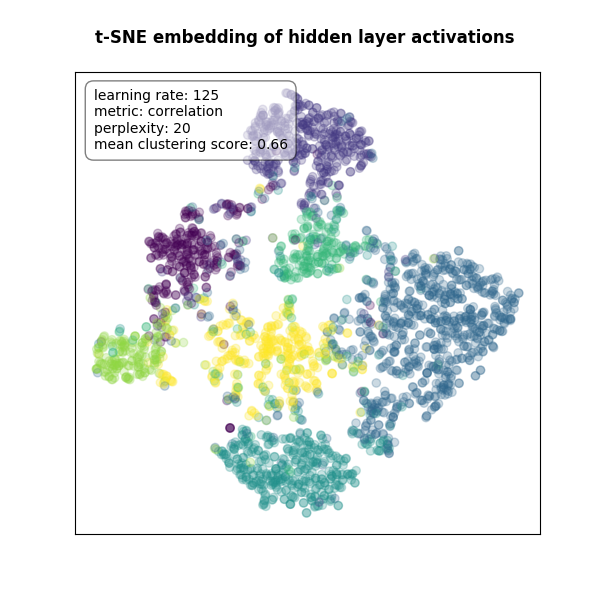 t-SNE embedding of hidden layer activations
learning rate: 125
metric: correlation
perplexity: 20
mean clustering score: 0.66